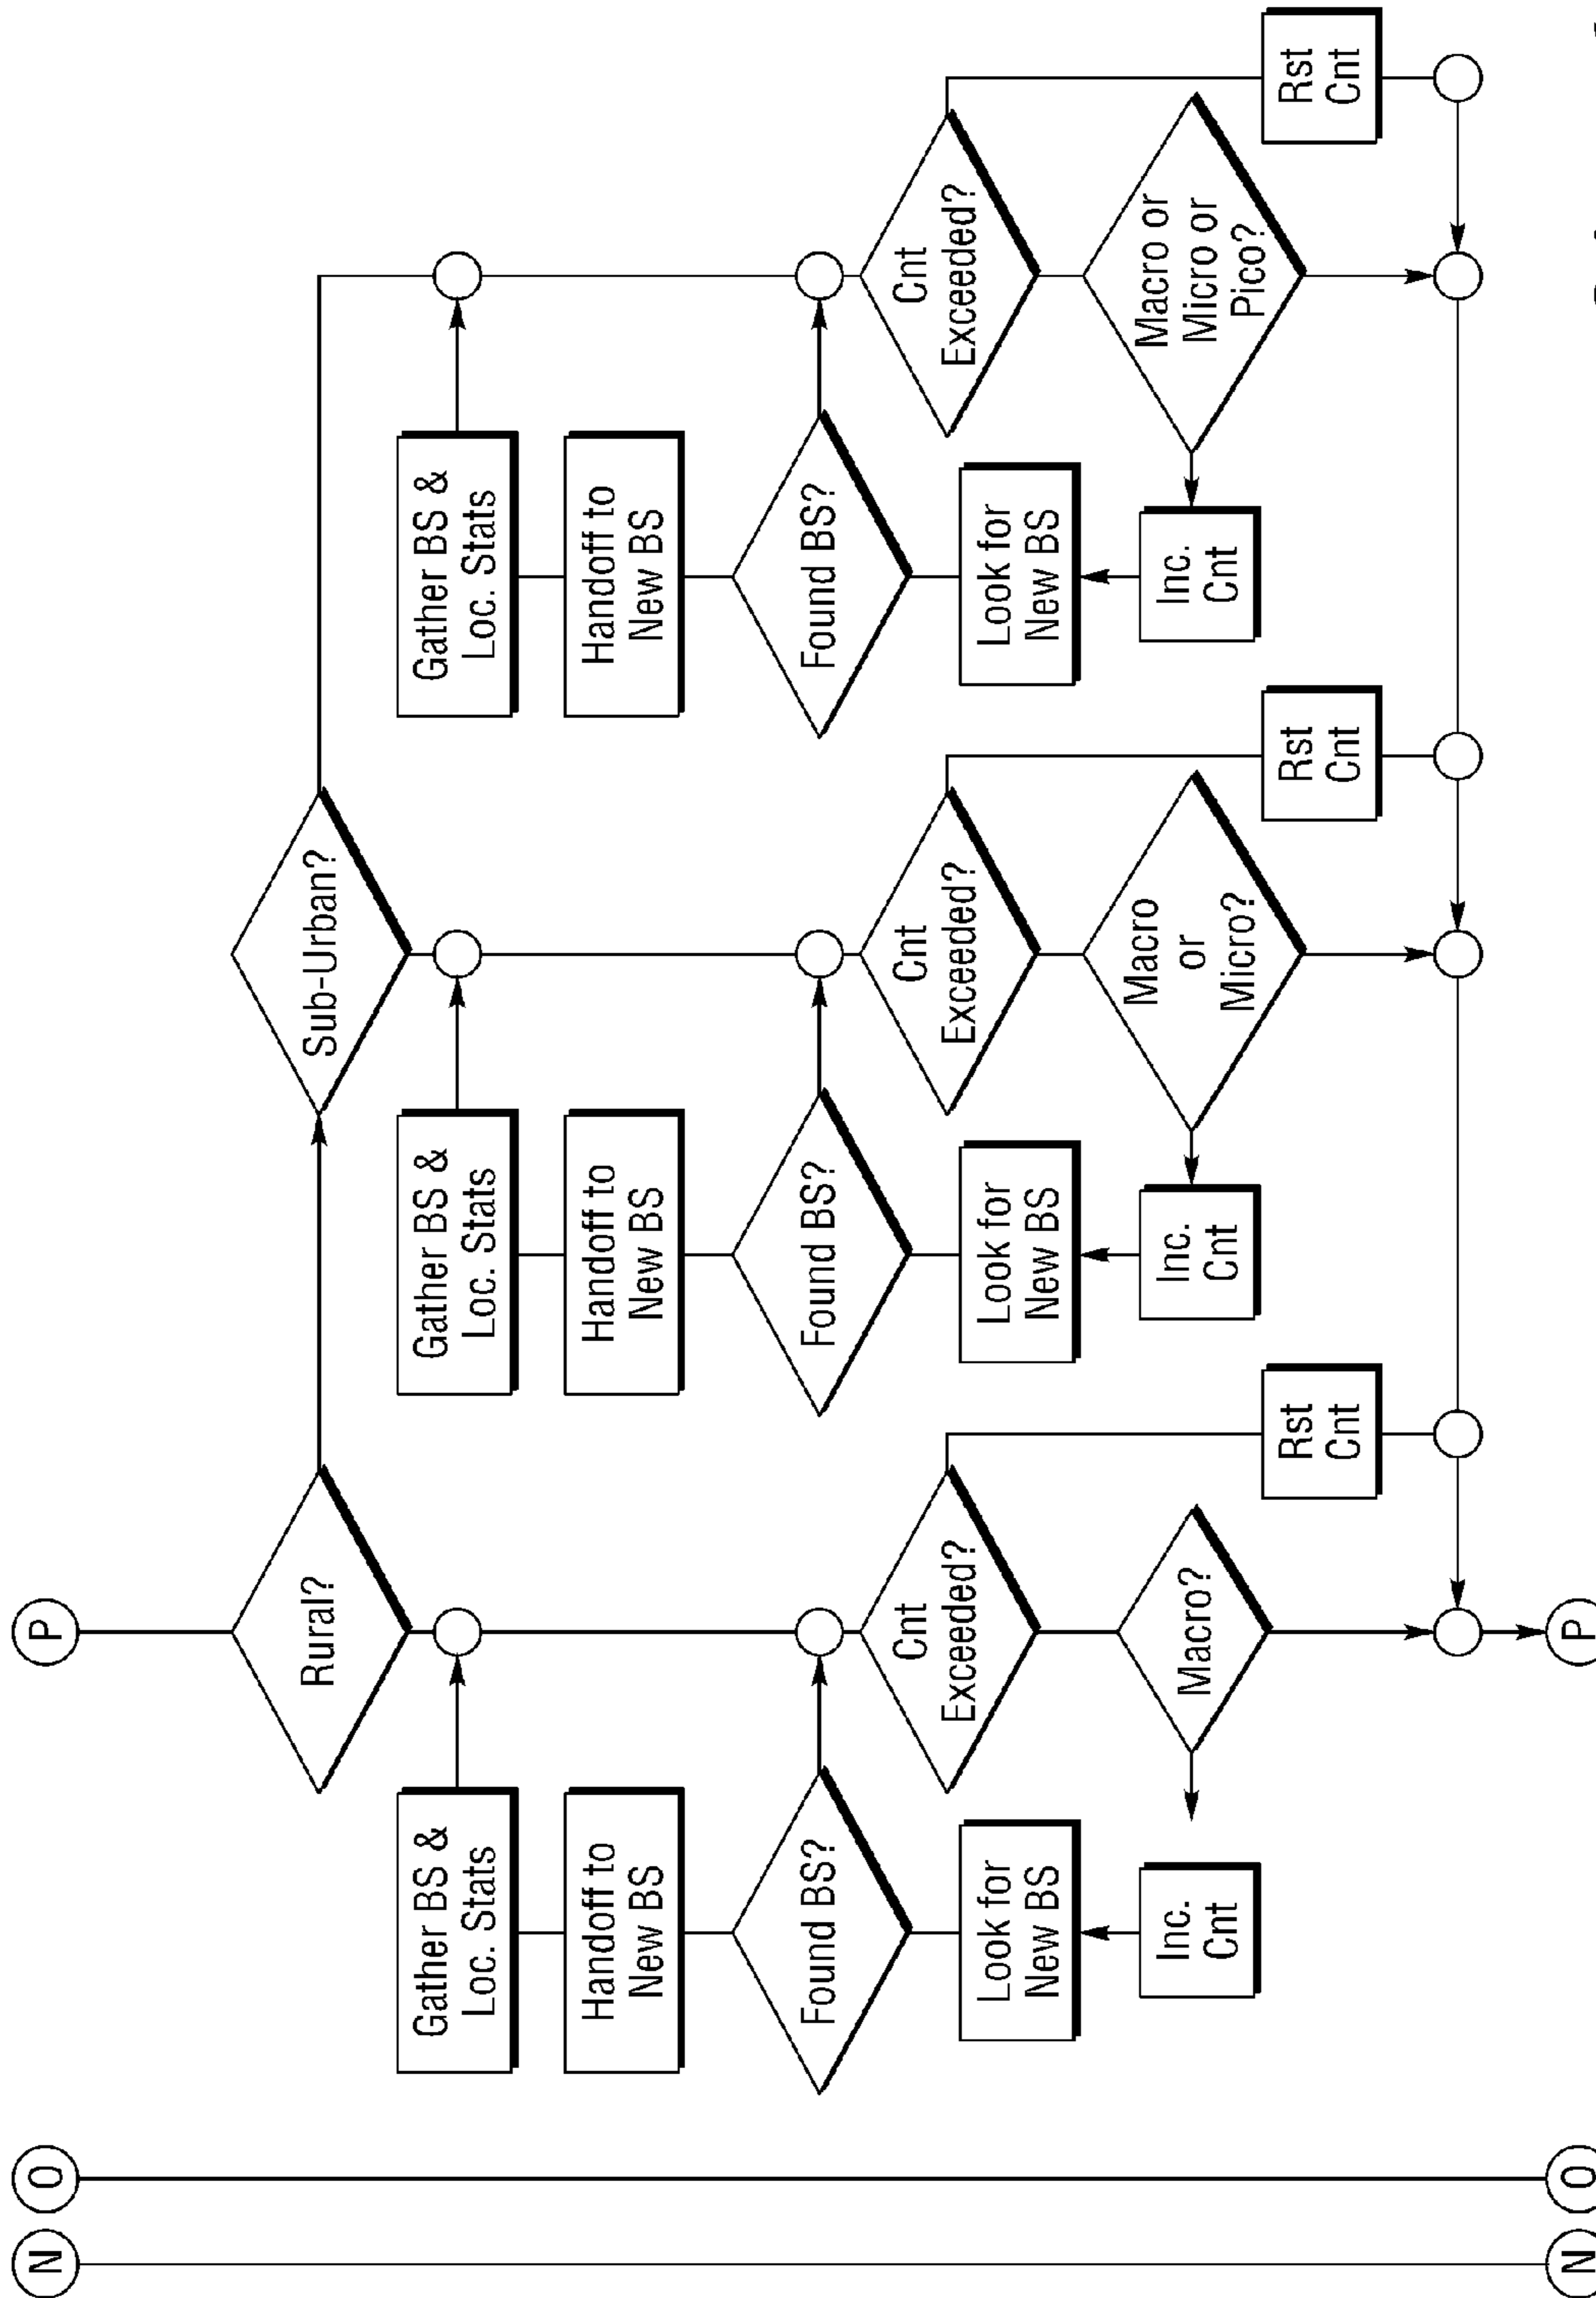 N O P
Rural?
Sub-Urban?
Gather BS &
Loc. Stats
Gather BS &
Loc. Stats
Gather BS &
Loc. Stats
Handoff to
New BS
Handoff to
New BS
Handoff to
New BS
Found BS?
Found BS?
Found BS?
Cnt
Exceeded?
Cnt
Exceeded?
Cnt
Exceeded?
Look for
New BS
Look for
New BS
Look for
New BS
Inc.
Cnt
Macro?
Inc.
Cnt
Macro
or
Micro?
Inc.
Cnt
Macro or
Micro or
Pico?
Rst
Cnt
Rst
Cnt
Rst
Cnt
N O P